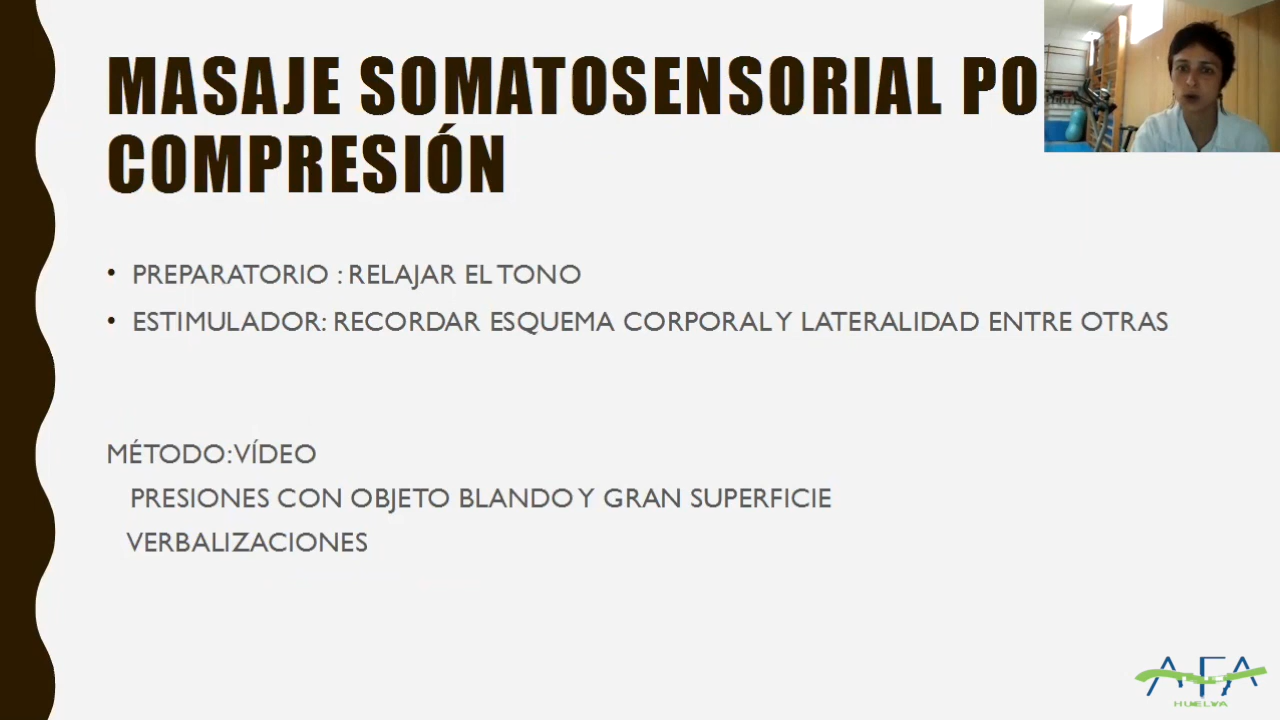 MASAJE SOMATOSENSORIAL PO
COMPRESIÓN
• PREPARATORIO : RELAJAR EL TONO
• ESTIMULADOR: RECORDAR ESQUEMA CORPORAL Y LATERALIDAD ENTRE OTRAS
MÉTODO: VÍDEO
PRESIONES CON OBJETO BLANDO Y GRAN SUPERFICIE
VERBALIZACIONES
AFA
HUELVA